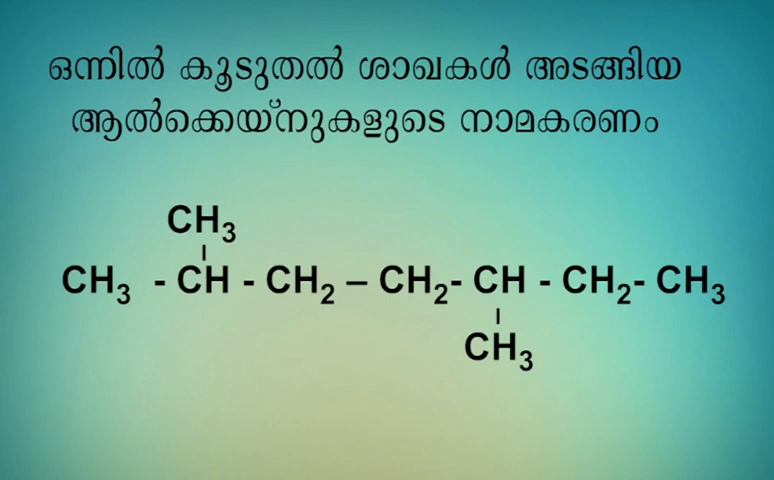 ഒന്നിൽ കൂടുതൽ ശാഖകൾ അടങ്ങിയ
ആൽക്കെയ്നുകളുടെ നാമകരണം
CH₃
CH₃ - CH - CH₂ – CH₂- CH - CH₂- CH₃
CH₃